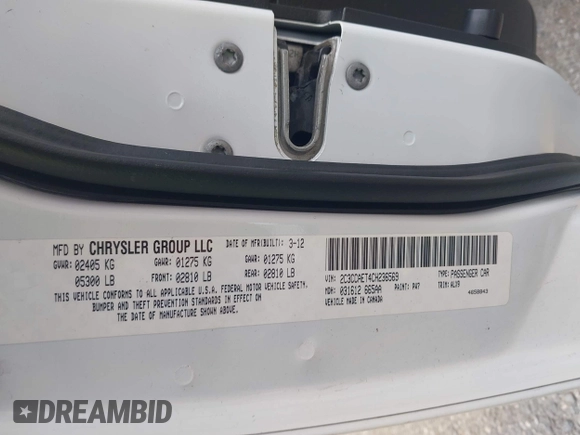 MFD BY CHRYSLER GROUP LLC DATE OF MFR(BUILT): 3-12
GVWR: 02405 KG GAWR: 01275 KG GAWR: 01275 KG
05300 LB FRONT: 02810 LB REAR: 02810 LB
THIS VEHICLE CONFORMS TO ALL APPLICABLE U.S.A. FEDERAL MOTOR VEHICLE SAFETY,
BUMPER AND THEFT PREVENTION STANDARDS IN EFFECT ON
THE DATE OF MANUFACTURE SHOWN ABOVE.
VIN: 2C3CCAET4CH236569 TYPE: PASSENGER CAR
MDH: 031612 665AA PAINT: PW7 TRIM: ALX9
VEHICLE MADE IN CANADA 4658943
DREAMBID